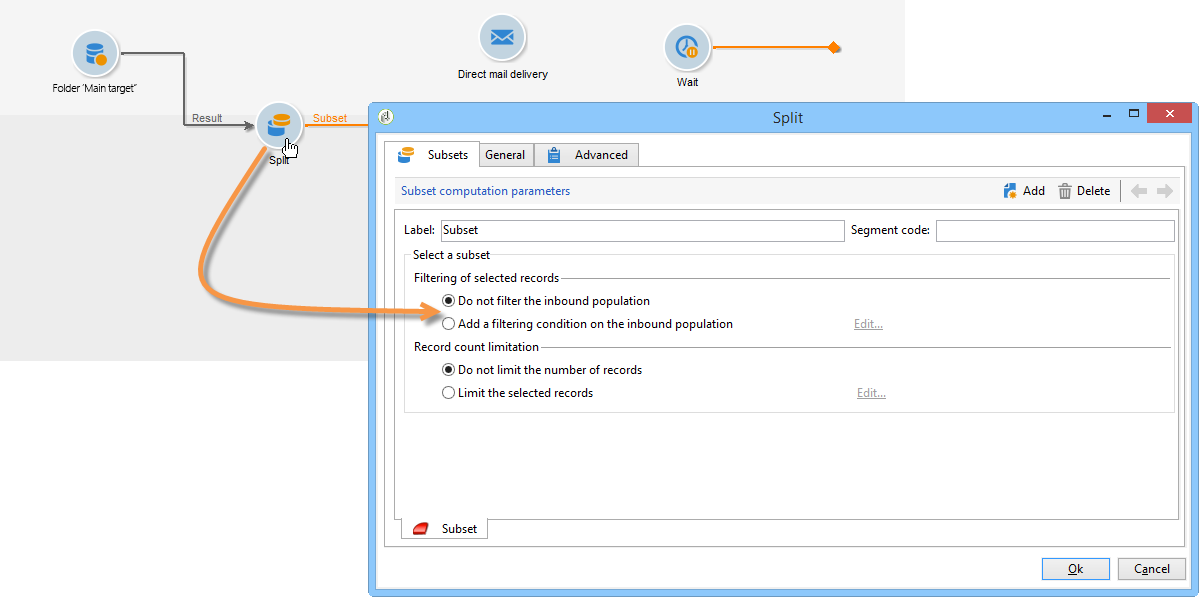 Folder 'Main target"
Direct mail delivery
Wait
Result
Subset
Split
Split
Subsets
General
Advanced
Subset computation parameters
Add
Delete
Label: Subset
Segment code:
Select a subset
Filtering of selected records
Do not filter the inbound population
Add a filtering condition on the inbound population
Edit...
Record count limitation
Do not limit the number of records
Limit the selected records
Edit...
Subset
Ok
Cancel